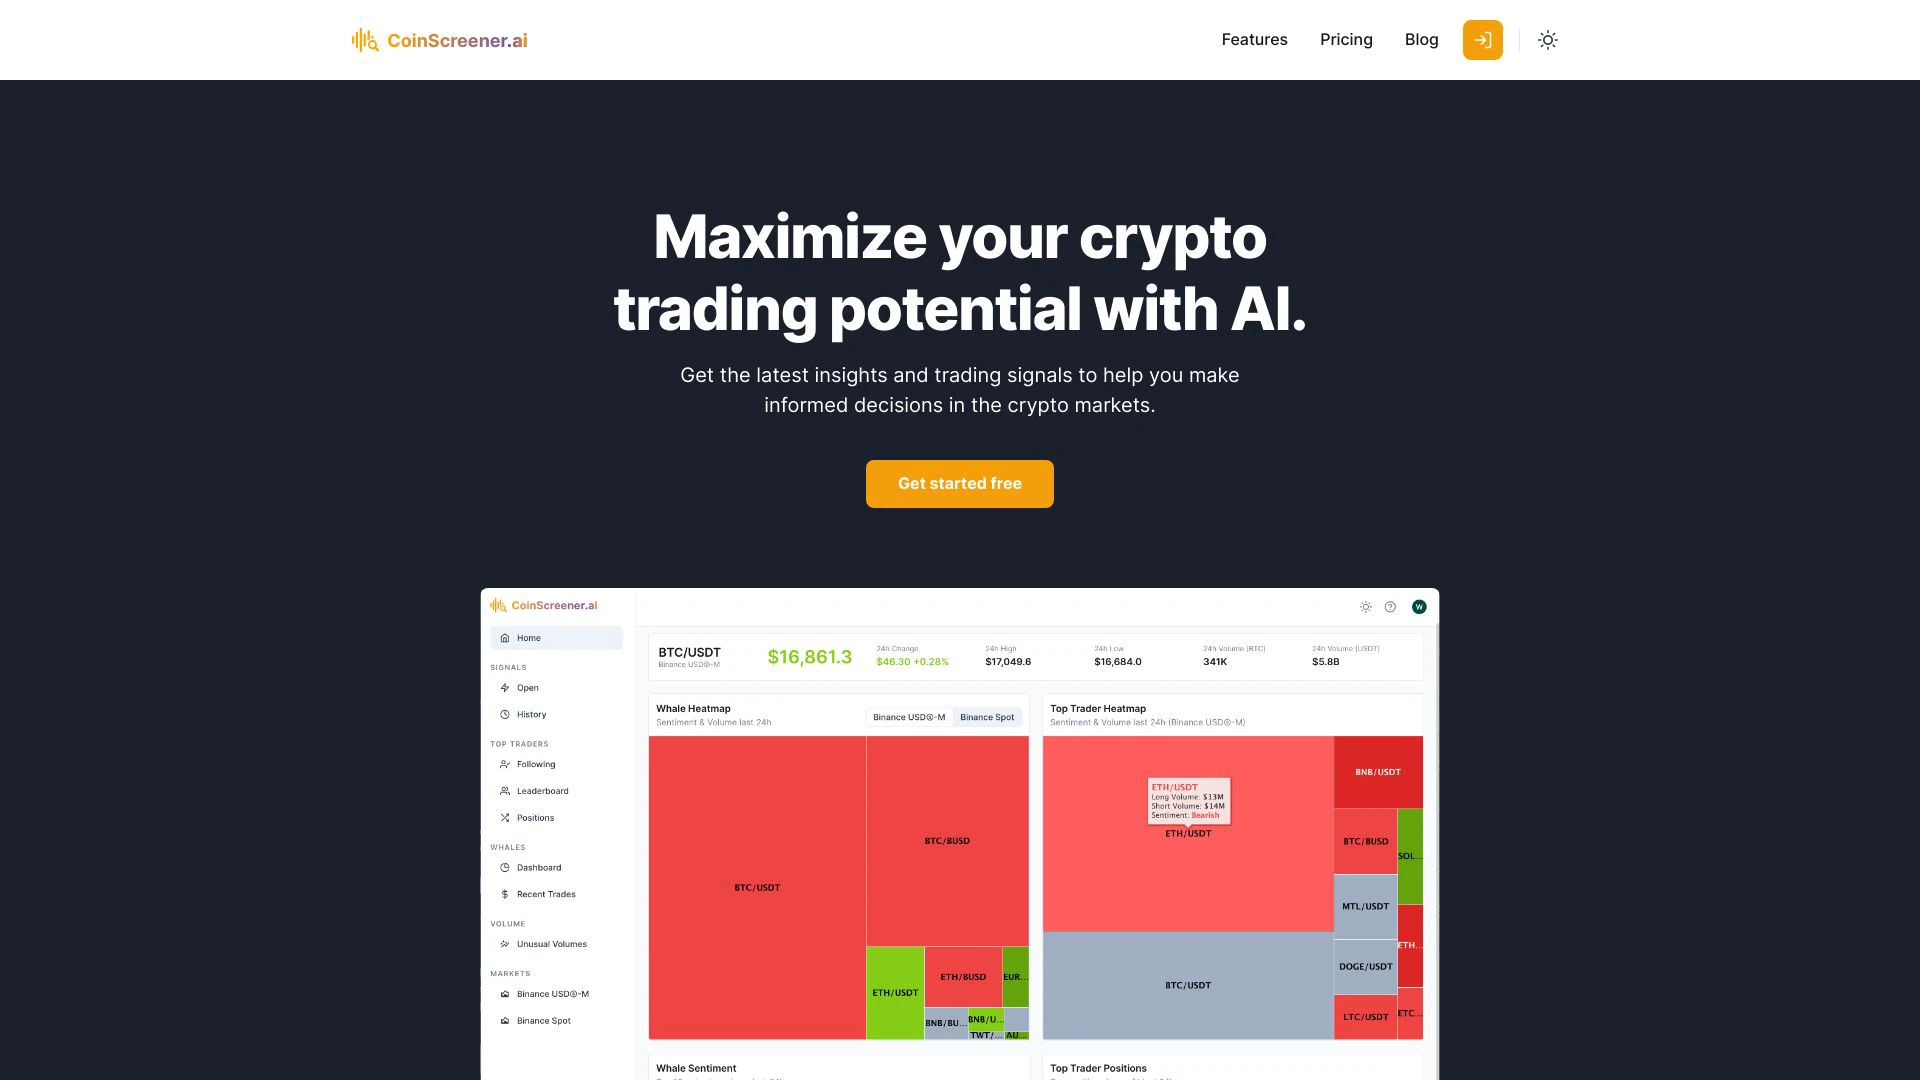 CoinScreener.ai
Features
Pricing
Blog
Maximize your crypto
trading potential with AI.
Get the latest insights and trading signals to help you make
informed decisions in the crypto markets.
Get started free
CoinScreener.ai
W
Home
SIGNALS
Open
History
TOP TRADERS
Following
Leaderboard
Positions
WHALES
Dashboard
Recent Trades
VOLUME
Unusual Volumes
MARKETS
Binance USDⓈ-M
Binance Spot
BTC/USDT
Binance USDⓈ-M
$16,861.3
24h Change
$46.30 +0.28%
24h High
$17,049.6
24h Low
$16,684.0
24h Volume (BTC)
341K
24h Volume (USDT)
$5.8B
Whale Heatmap
Sentiment & Volume last 24h
Binance USDⓈ-M
Binance Spot
BTC/USDT
BTC/BUSD
ETH/USDT
ETH/BUSD
EUR...
BNB/BU...
BNB/U...
TWT/...
AU...
Top Trader Heatmap
Sentiment & Volume last 24h (Binance USDⓈ-M)
ETH/USDT
Long Volume: $13M
Short Volume: $14M
Sentiment: Bearish
ETH/USDT
BTC/USDT
BNB/USDT
BTC/BUSD
SOL...
MTL/USDT
ETH...
DOGE/USDT
LTC/USDT
ETC...
Whale Sentiment
Top Trader Positions